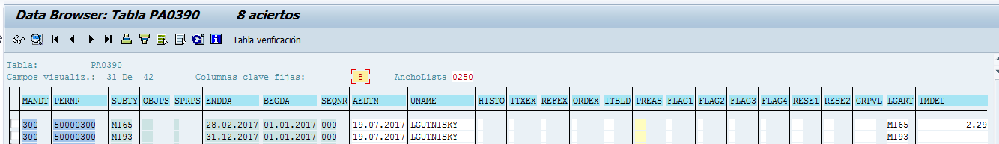 Data Browser: Tabla PA0390 8 aciertos
Tabla verificación
Tabla: PA0390
Campos visualiz.: 31 De 42 Columnas clave fijas: 8 AnchoLista 0250
MANDT PERNR SUBTY OBJPS SPRPS ENDDA BEGDA SEQNR AEDTM UNAME HISTO ITXEX REFEX ORDEX ITBLD PREAS FLAG1 FLAG2 FLAG3 FLAG4 RESE1 RESE2 GRPVL LGART IMDED
300 50000300 MI65 28.02.2017 01.01.2017 000 19.07.2017 LGUTNISKY MI65 2.29
300 50000300 MI93 31.12.2017 01.01.2017 000 19.07.2017 LGUTNISKY MI93